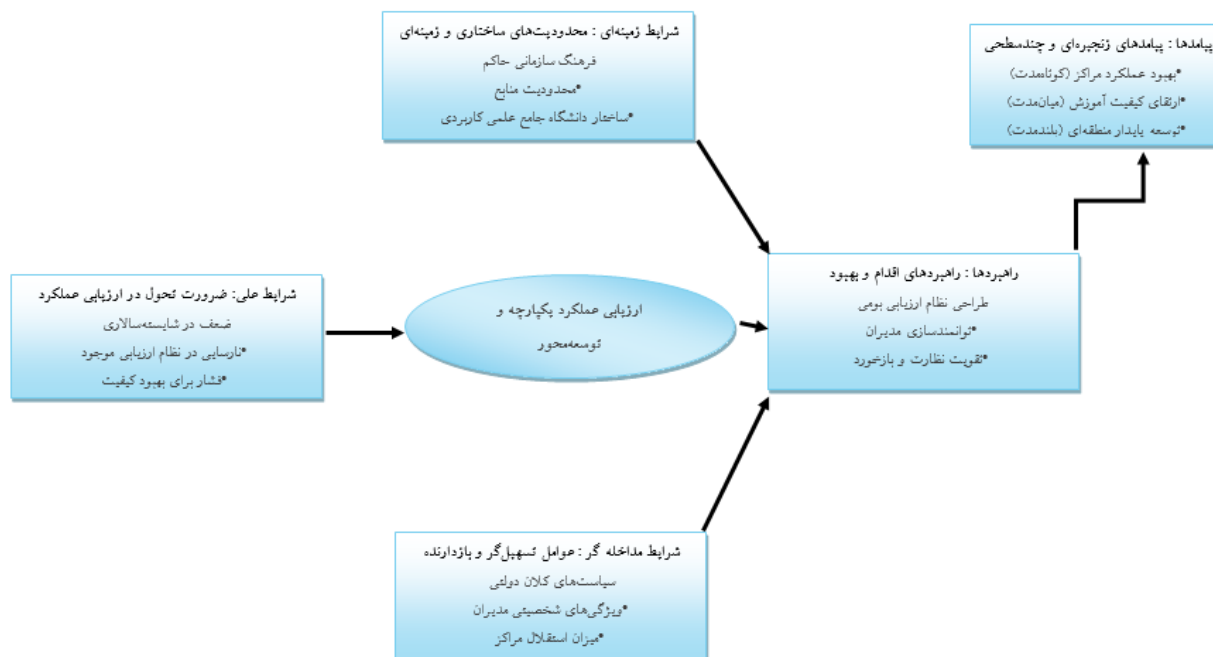 شرایط زمینه‌ای : محدودیت‌های ساختاری و زمینه‌ای
فرهنگ سازمانی حاکم
•محدودیت منابع
•ساختار دانشگاه جامع علمی کاربردی
پیامدها : پیامدهای زنجیره‌ای و چندسطحی
•بهبود عملکرد مراکز (کوتاه‌مدت)
•ارتقای کیفیت آموزش (میان‌مدت)
•توسعه پایدار منطقه‌ای (بلندمدت)
راهبردها : راهبردهای اقدام و بهبود
طراحی نظام ارزیابی بومی
•توانمندسازی مدیران
•تقویت نظارت و بازخورد
ارزیابی عملکرد یکپارچه و
توسعه‌محور
شرایط علی: ضرورت تحول در ارزیابی عملکرد
ضعف در شایسته‌سالاری
•نارسایی در نظام ارزیابی موجود
•فشار برای بهبود کیفیت
شرایط مداخله گر : عوامل تسهیل‌گر و بازدارنده
سیاست‌های کلان دولتی
•ویژگی‌های شخصیتی مدیران
•میزان استقلال مراکز